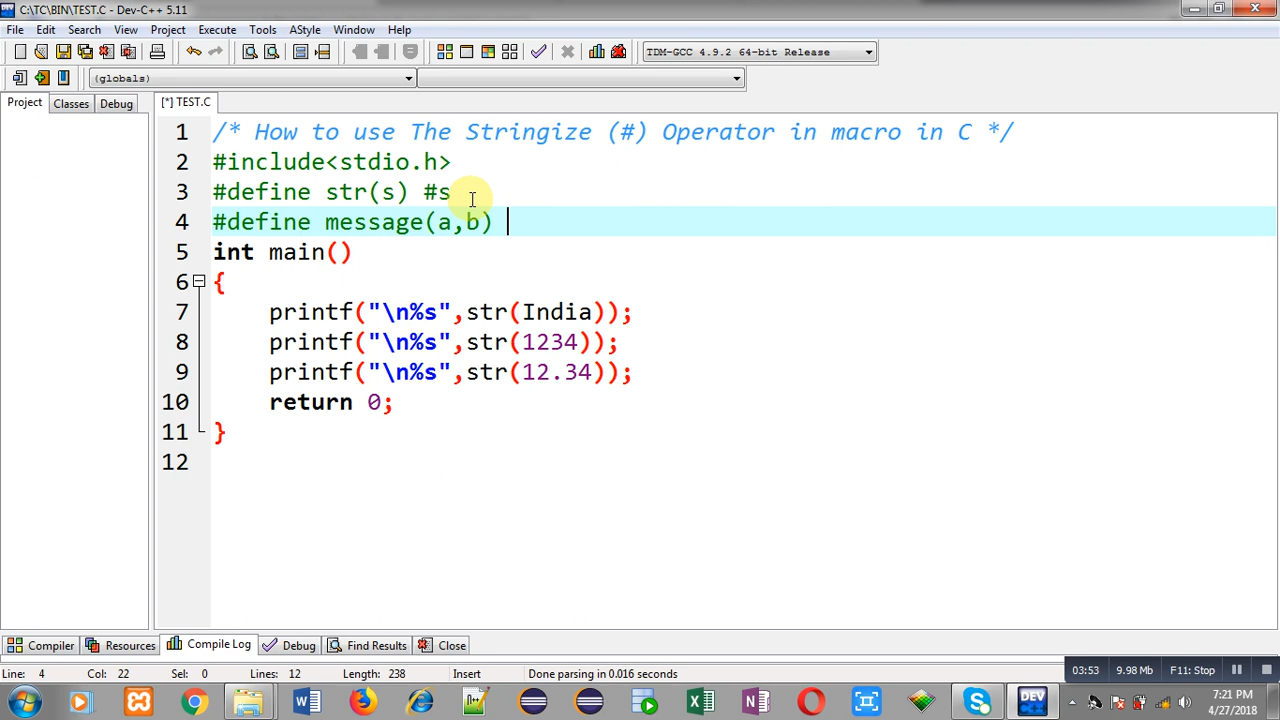 C:\TC\BIN\TEST.C - Dev-C++ 5.11
File Edit Search View Project Execute Tools AStyle Window Help
TDM-GCC 4.9.2 64-bit Release
(globals)
Project Classes Debug [*] TEST.C
1 /* How to use The Stringize (#) Operator in macro in C */
2 #include<stdio.h>
3 #define str(s) #s
4 #define message(a,b)
5 int main()
6 {
7 printf("\n%s",str(India));
8 printf("\n%s",str(1234));
9 printf("\n%s",str(12.34));
10 return 0;
11 }
12
Compiler Resources Compile Log Debug Find Results Close
Line: 4 Col: 22 Sel: 0 Lines: 12 Length: 238 Insert Done parsing in 0.016 seconds
03:53 9.98 Mb F11: Stop
DEV
7:21 PM
4/27/2018